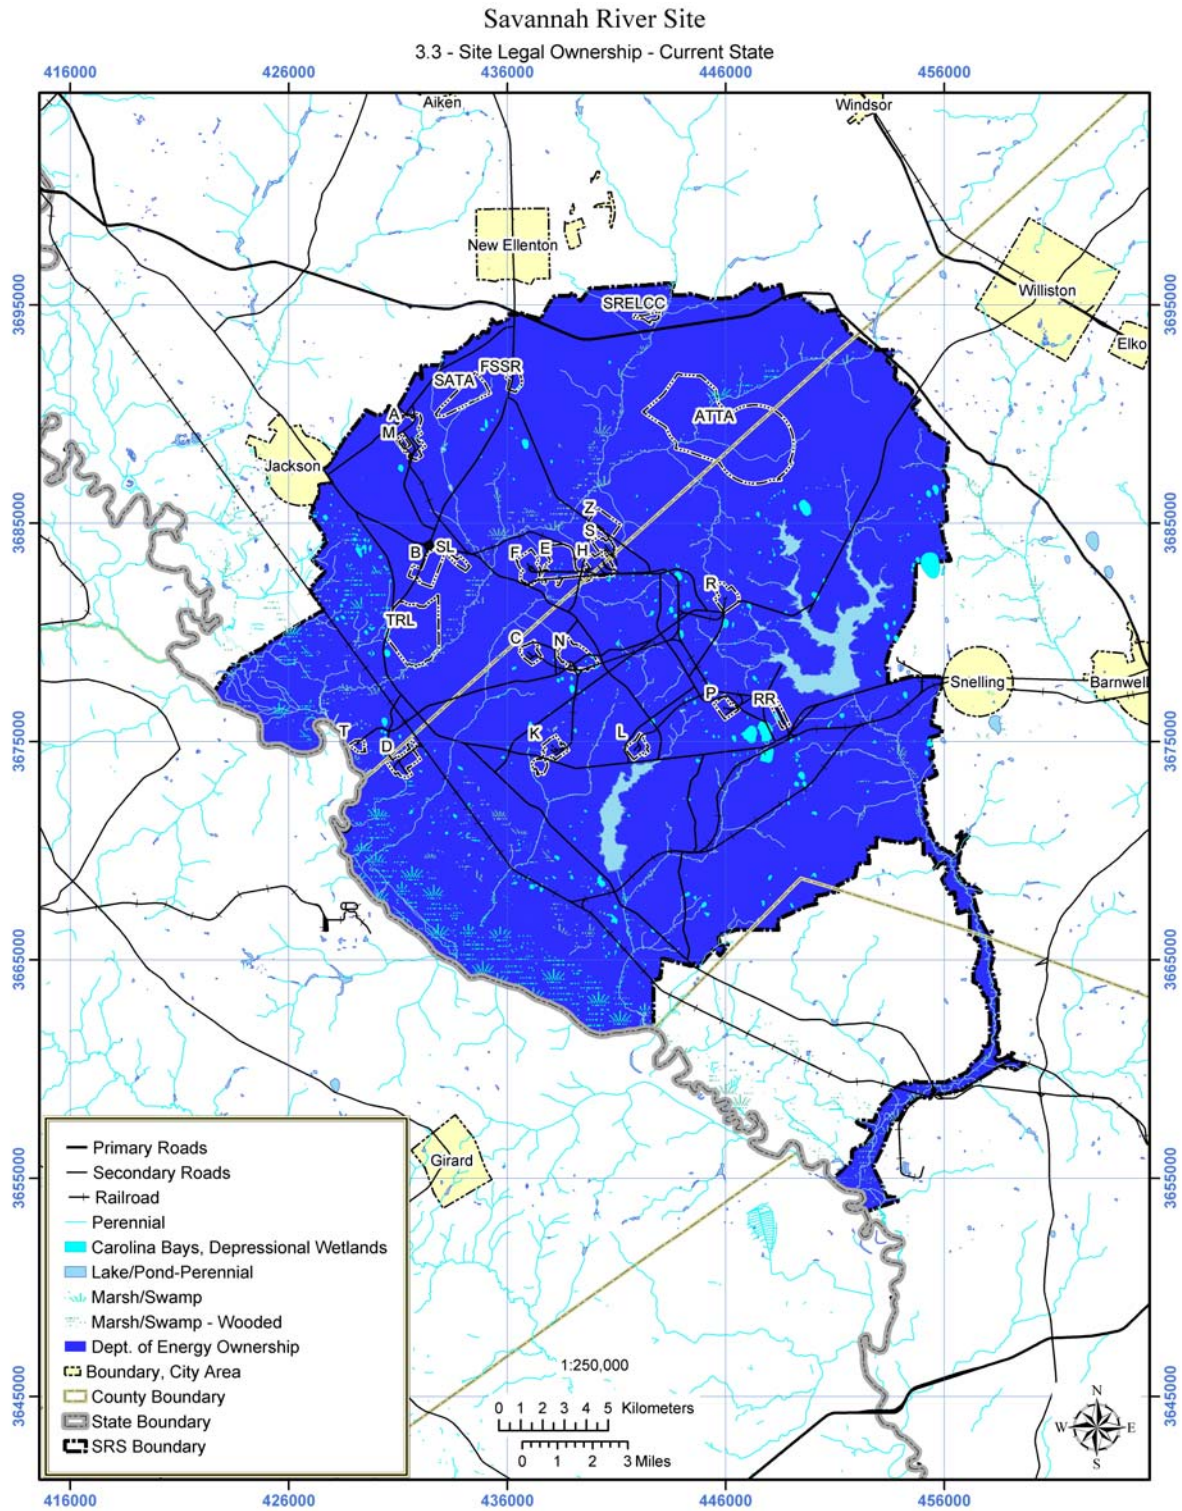 Savannah River Site
3.3 - Site Legal Ownership - Current State
416000 426000 436000 446000 456000
Aiken
Windsor
New Ellenton
Williston
3695000 3695000
SRELCC
Elko
FSSR
SATA
A
ATTA
M
Jackson
Z
3685000 3685000
S
B SL F E H
R
TRL
C N
Snelling Barnwell
P RR
T D K L
3675000 3675000
3665000 3665000
Girard
3655000 3655000
Primary Roads
Secondary Roads
Railroad
Perennial
Carolina Bays, Depressional Wetlands
Lake/Pond-Perennial
Marsh/Swamp
Marsh/Swamp - Wooded
Dept. of Energy Ownership
Boundary, City Area
County Boundary
State Boundary
SRS Boundary
1:250,000
0 1 2 3 4 5 Kilometers
0 1 2 3 Miles
N
W E
S
3645000 3645000
416000 426000 436000 446000 456000